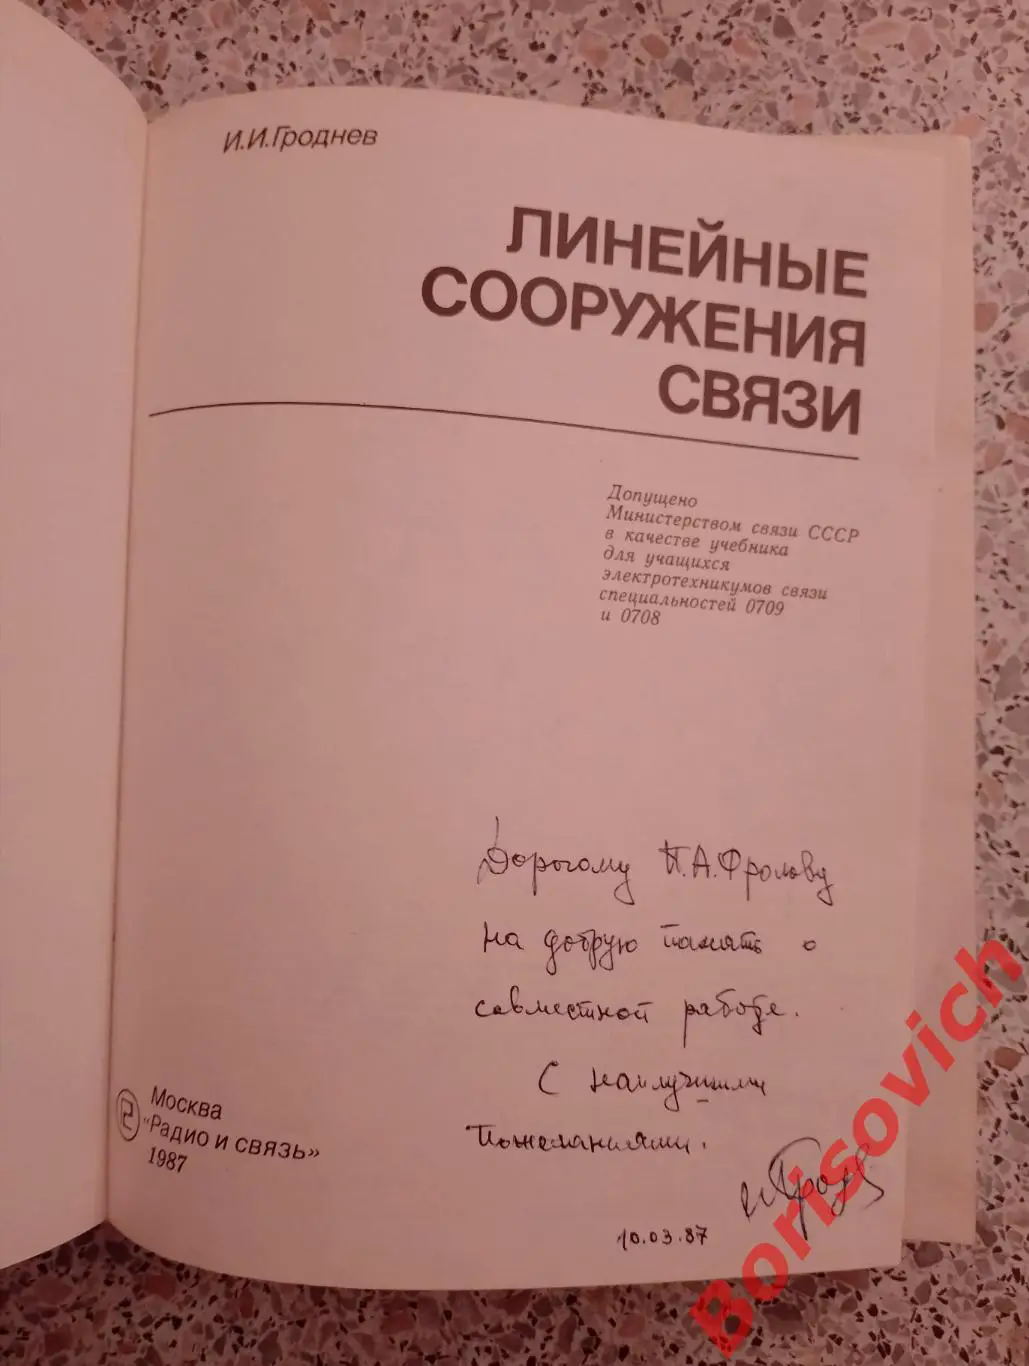 И.И.Гроднев
ЛИНЕЙНЫЕ
СООРУЖЕНИЯ
СВЯЗИ
Допущено
Министерством связи СССР
в качестве учебника
для учащихся
электротехникумов связи
специальностей 0709
и 0708
Дорогому П.А.Фролову
на добрую память о
совместной работе.
С наилучшими
пожеланиями.
10.03.87
Москва
"Радио и связь"
1987
Borisovich